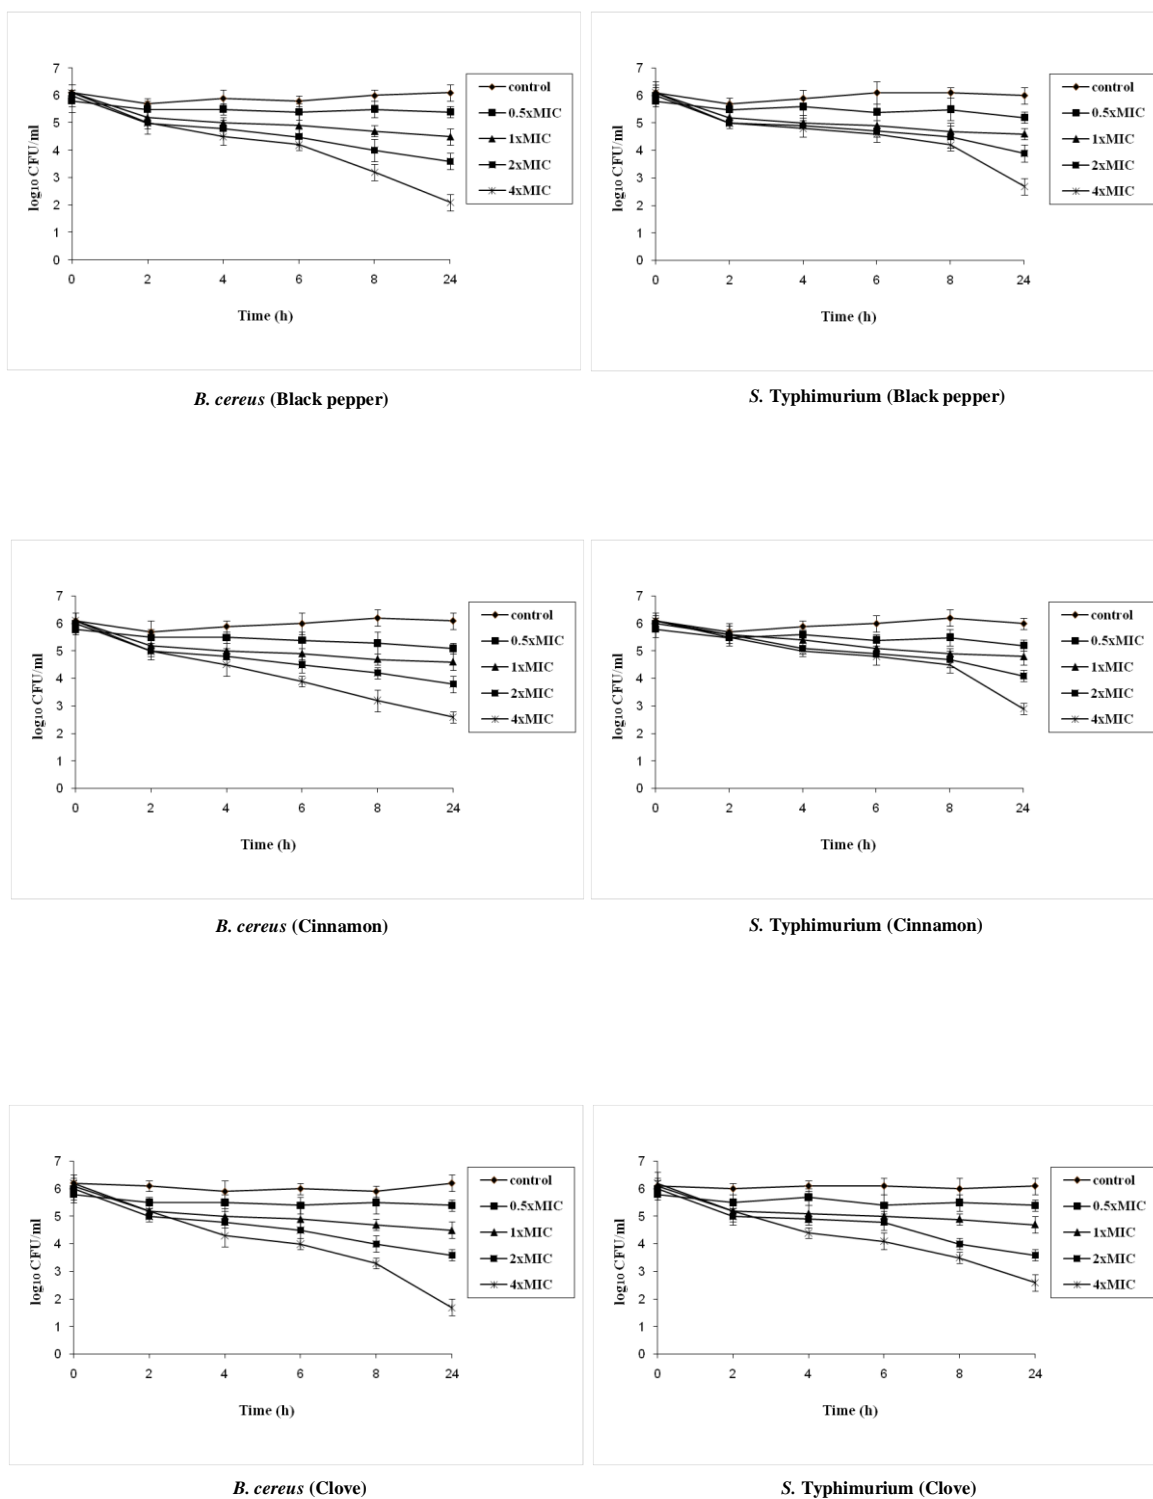 7
6
5
4
3
2
1
0
log10 CFU/ml
0 2 4 6 8 24
Time (h)
control
0.5xMIC
1xMIC
2xMIC
4xMIC
B. cereus (Black pepper)
7
6
5
4
3
2
1
0
log10 CFU/ml
0 2 4 6 8 24
Time (h)
control
0.5xMIC
1xMIC
2xMIC
4xMIC
S. Typhimurium (Black pepper)
7
6
5
4
3
2
1
0
log10 CFU/ml
0 2 4 6 8 24
Time (h)
control
0.5xMIC
1xMIC
2xMIC
4xMIC
B. cereus (Cinnamon)
7
6
5
4
3
2
1
0
log10 CFU/ml
0 2 4 6 8 24
Time (h)
control
0.5xMIC
1xMIC
2xMIC
4xMIC
S. Typhimurium (Cinnamon)
7
6
5
4
3
2
1
0
log10 CFU/ml
0 2 4 6 8 24
Time (h)
control
0.5xMIC
1xMIC
2xMIC
4xMIC
B. cereus (Clove)
7
6
5
4
3
2
1
0
log10 CFU/ml
0 2 4 6 8 24
Time (h)
control
0.5xMIC
1xMIC
2xMIC
4xMIC
S. Typhimurium (Clove)